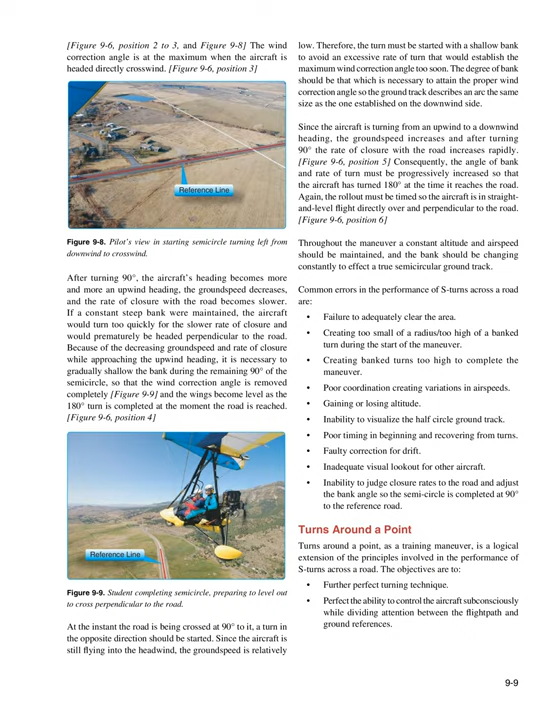 [Figure 9-6, position 2 to 3, and Figure 9-8] The wind
correction angle is at the maximum when the aircraft is
headed directly crosswind. [Figure 9-6, position 3]
Reference Line
Figure 9-8. Pilot's view in starting semicircle turning left from
downwind to crosswind.
After turning 90°, the aircraft's heading becomes more
and more an upwind heading, the groundspeed decreases,
and the rate of closure with the road becomes slower.
If a constant steep bank were maintained, the aircraft
would turn too quickly for the slower rate of closure and
would prematurely be headed perpendicular to the road.
Because of the decreasing groundspeed and rate of closure
while approaching the upwind heading, it is necessary to
gradually shallow the bank during the remaining 90° of the
semicircle, so that the wind correction angle is removed
completely [Figure 9-9] and the wings become level as the
180° turn is completed at the moment the road is reached.
[Figure 9-6, position 4]
Reference Line
Figure 9-9. Student completing semicircle, preparing to level out
to cross perpendicular to the road.
At the instant the road is being crossed at 90° to it, a turn in
the opposite direction should be started. Since the aircraft is
still flying into the headwind, the groundspeed is relatively
low. Therefore, the turn must be started with a shallow bank
to avoid an excessive rate of turn that would establish the
maximum wind correction angle too soon. The degree of bank
should be that which is necessary to attain the proper wind
correction angle so the ground track describes an arc the same
size as the one established on the downwind side.
Since the aircraft is turning from an upwind to a downwind
heading, the groundspeed increases and after turning
90° the rate of closure with the road increases rapidly.
[Figure 9-6, position 5] Consequently, the angle of bank
and rate of turn must be progressively increased so that
the aircraft has turned 180° at the time it reaches the road.
Again, the rollout must be timed so the aircraft is in straight-
and-level flight directly over and perpendicular to the road.
[Figure 9-6, position 6]
Throughout the maneuver a constant altitude and airspeed
should be maintained, and the bank should be changing
constantly to effect a true semicircular ground track.
Common errors in the performance of S-turns across a road
are:
• Failure to adequately clear the area.
• Creating too small of a radius/too high of a banked
turn during the start of the maneuver.
• Creating banked turns too high to complete the
maneuver.
• Poor coordination creating variations in airspeeds.
• Gaining or losing altitude.
• Inability to visualize the half circle ground track.
• Poor timing in beginning and recovering from turns.
• Faulty correction for drift.
• Inadequate visual lookout for other aircraft.
• Inability to judge closure rates to the road and adjust
the bank angle so the semi-circle is completed at 90°
to the reference road.
Turns Around a Point
Turns around a point, as a training maneuver, is a logical
extension of the principles involved in the performance of
S-turns across a road. The objectives are to:
• Further perfect turning technique.
• Perfect the ability to control the aircraft subconsciously
while dividing attention between the flightpath and
ground references.
9-9